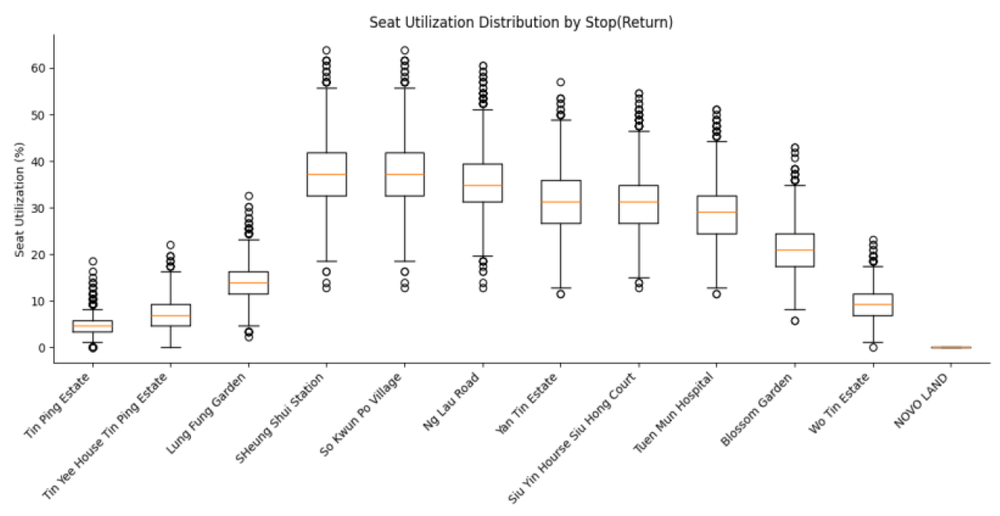 Seat Utilization Distribution by Stop(Return)
Seat Utilization (%)
60
50
40
30
20
10
0
Tin Ping Estate
Tin Yee House Tin Ping Estate
Lung Fung Garden
SHeung Shui Station
So Kwun Po Village
Ng Lau Road
Yan Tin Estate
Siu Yin Hourse Siu Hong Court
Tuen Mun Hospital
Blossom Garden
Wo Tin Estate
NOVO LAND